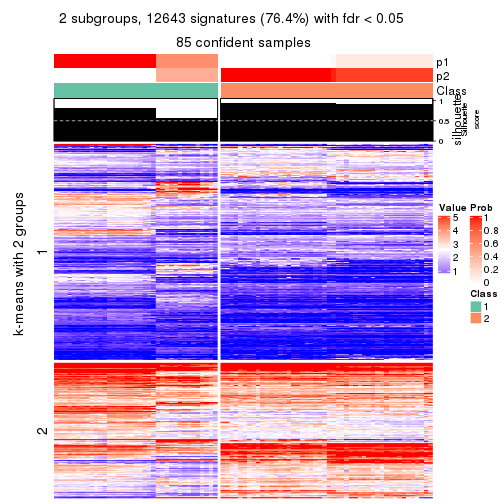 2 subgroups, 12643 signatures (76.4%) with fdr < 0.05
85 confident samples
p1
p2
Class
silhouette
Silhouette
score
1
0.5
0
k-means with 2 groups
1
2
Value
5
4
3
2
1
Prob
1
0.8
0.6
0.4
0.2
0
Class
1
2